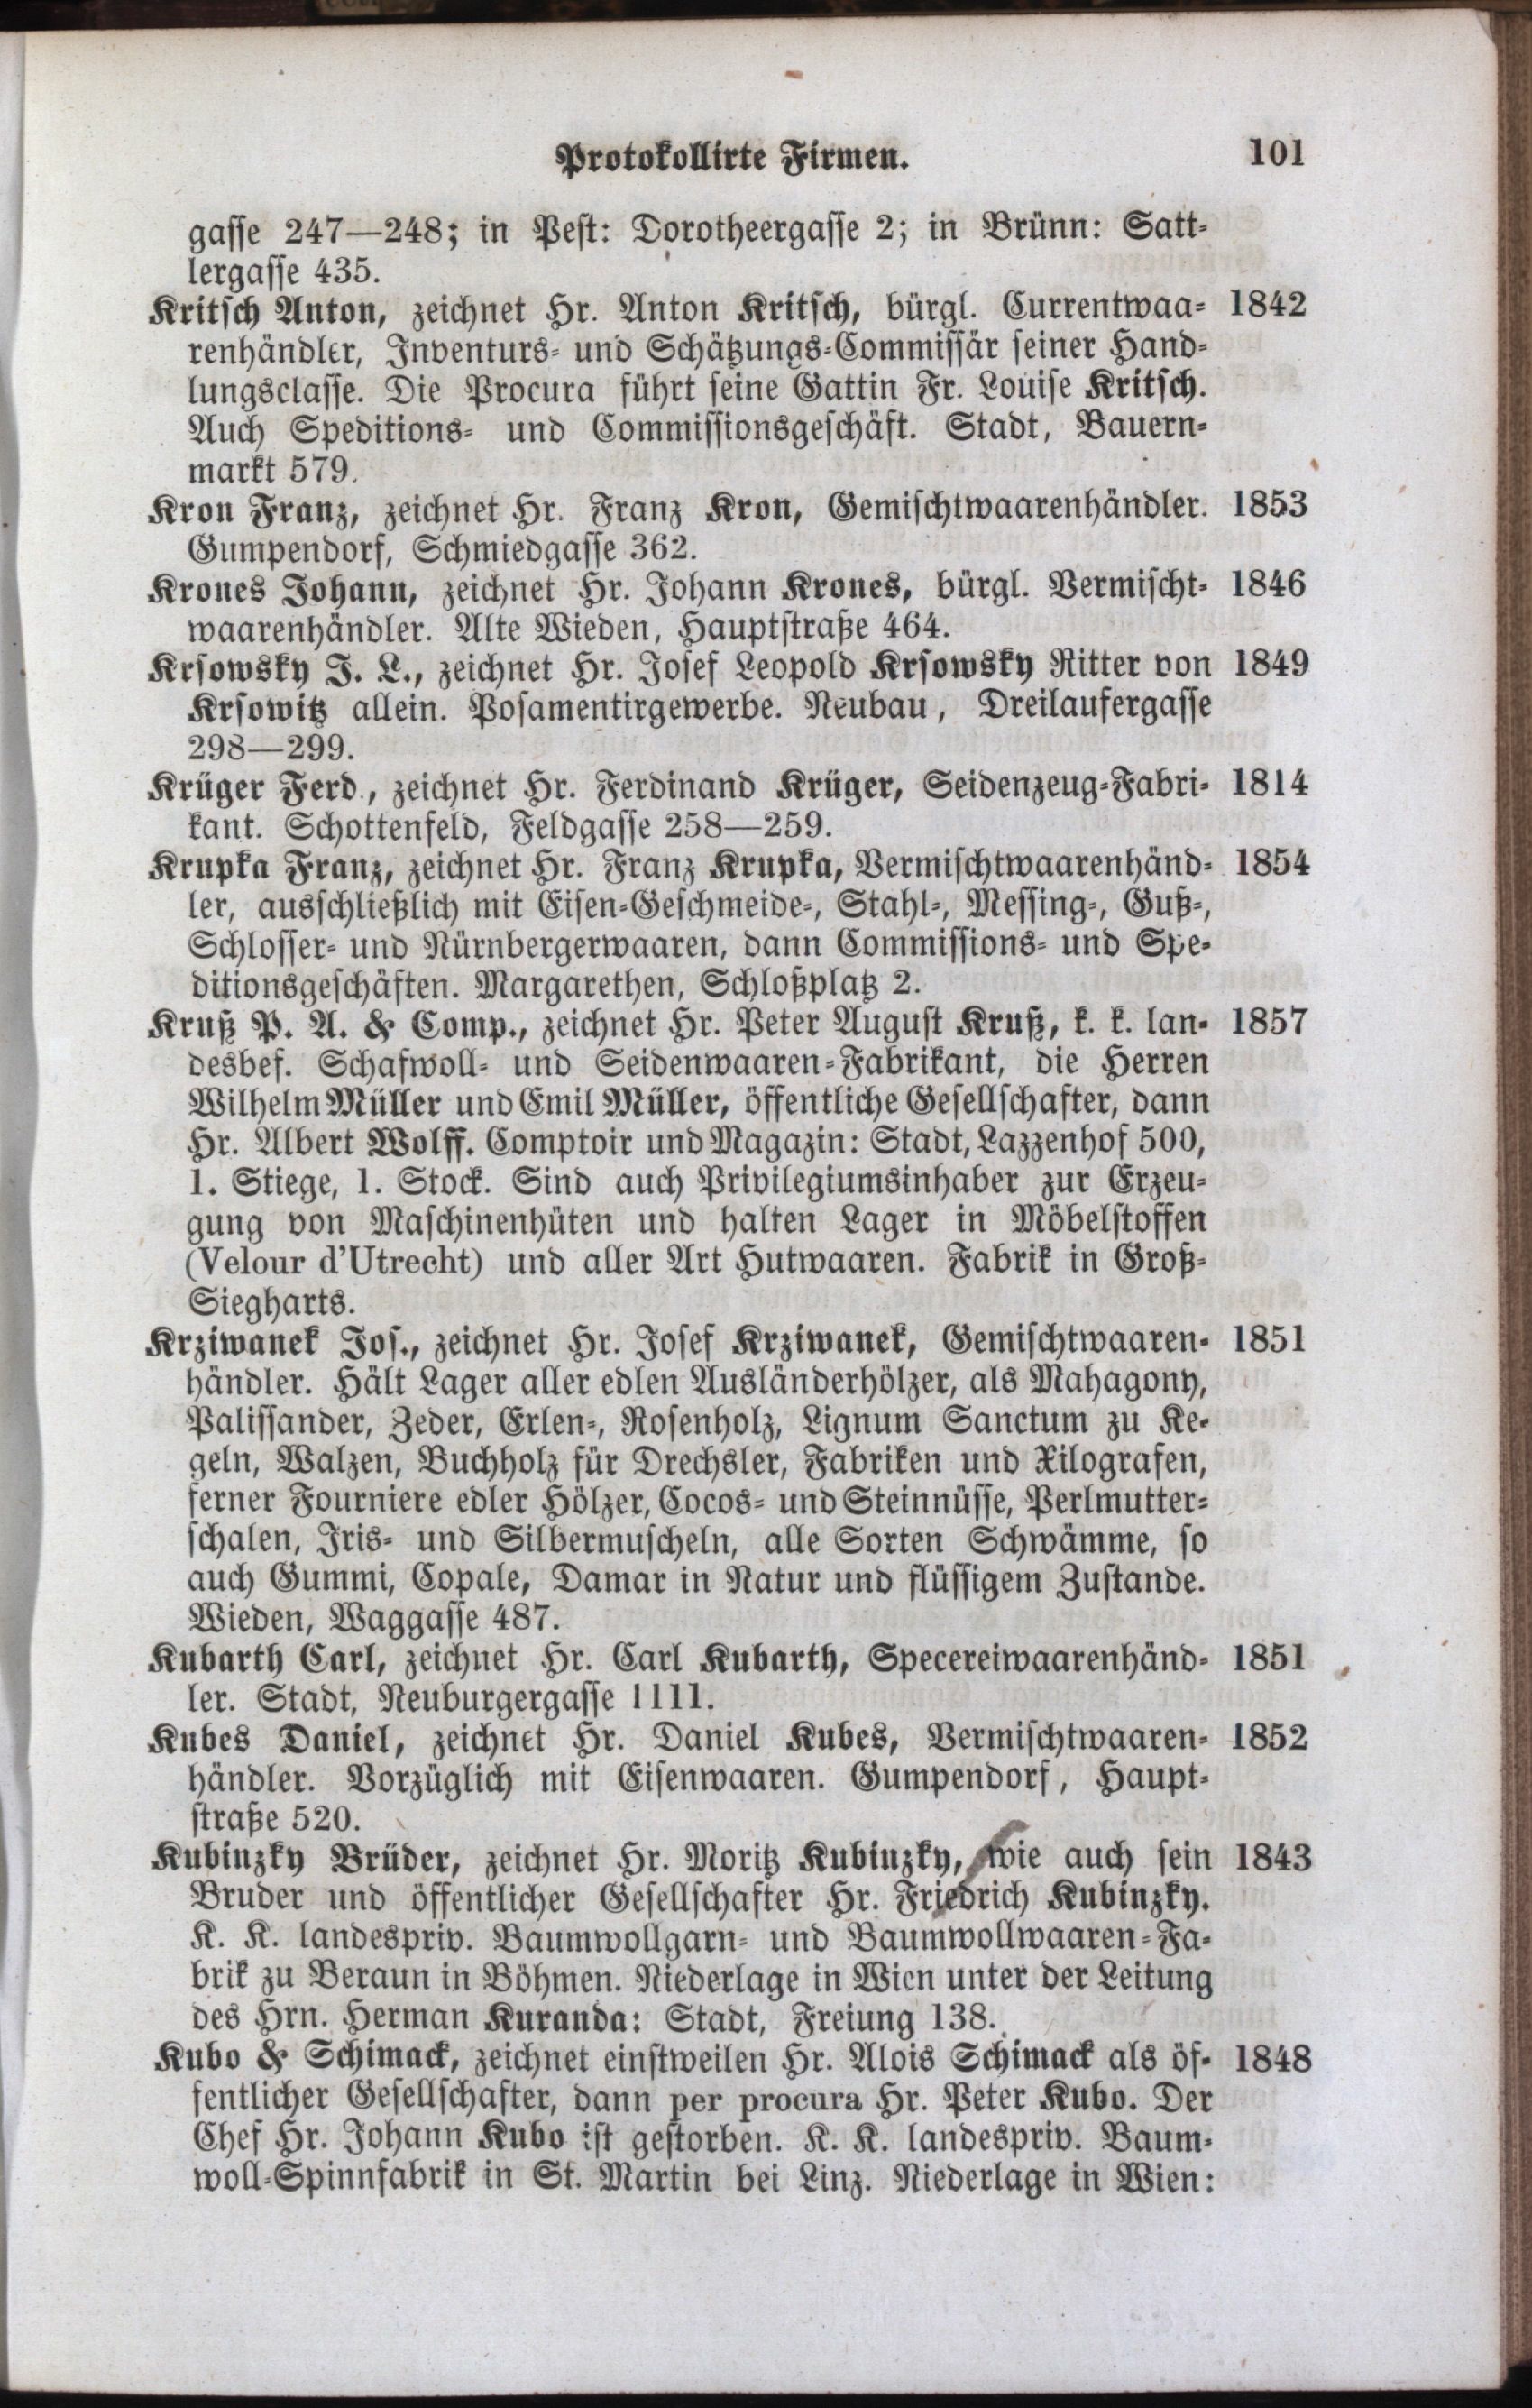 Protokollirte Firmen. 101
gasse 247—248; in Pest: Dorotheergasse 2; in Brünn: Satt-
lergasse 435.
Kritsch Anton, zeichnet Hr. Anton Kritsch, bürgl. Currentwaa- 1842
renhändler, Inventurs- und Schätzungs-Commissär seiner Hand-
lungsclasse. Die Procura führt seine Gattin Fr. Louise Kritsch.
Auch Speditions- und Commissionsgeschäft. Stadt, Bauern-
markt 579.
Kron Franz, zeichnet Hr. Franz Kron, Gemischtwaarenhändler. 1853
Gumpendorf, Schmiedgasse 362.
Krones Johann, zeichnet Hr. Johann Krones, bürgl. Vermischt- 1846
waarenhändler. Alte Wieden, Hauptstraße 464.
Krsowsky J. L., zeichnet Hr. Josef Leopold Krsowsky Ritter von 1849
Krsowitz allein. Posamentirgewerbe. Neubau, Dreilaufergasse
298—299.
Krüger Ferd., zeichnet Hr. Ferdinand Krüger, Seidenzeug-Fabri- 1814
kant. Schottenfeld, Feldgasse 258—259.
Krupka Franz, zeichnet Hr. Franz Krupka, Vermischtwaarenhänd- 1854
ler, ausschließlich mit Eisen-Geschmeide-, Stahl-, Messing-, Guß-,
Schlosser- und Nürnbergerwaaren, dann Commissions- und Spe-
ditionsgeschäften. Margarethen, Schloßplatz 2.
Kruß P. A. & Comp., zeichnet Hr. Peter August Kruß, k. k. lan- 1857
desbef. Schafwoll- und Seidenwaaren-Fabrikant, die Herren
Wilhelm Müller und Emil Müller, öffentliche Gesellschafter, dann
Hr. Albert Wolff. Comptoir und Magazin: Stadt, Lazzenhof 500,
1. Stiege, 1. Stock. Sind auch Privilegiumsinhaber zur Erzeu-
gung von Maschinenhüten und halten Lager in Möbelstoffen
(Velour d'Utrecht) und aller Art Hutwaaren. Fabrik in Groß-
Siegharts.
Krziwanek Jos., zeichnet Hr. Josef Krziwanek, Gemischtwaaren- 1851
händler. Hält Lager aller edlen Ausländerhölzer, als Mahagony,
Palissander, Zeder, Erlen-, Rosenholz, Lignum Sanctum zu Ke-
geln, Walzen, Buchholz für Drechsler, Fabriken und Xilografen,
ferner Fourniere edler Hölzer, Cocos- und Steinnüsse, Perlmutter-
schalen, Iris- und Silbermuscheln, alle Sorten Schwämme, so
auch Gummi, Copale, Damar in Natur und flüssigem Zustande.
Wieden, Waggasse 487.
Kubarth Carl, zeichnet Hr. Carl Kubarth, Specereiwaarenhänd- 1851
ler. Stadt, Neuburgergasse 1111.
Kubes Daniel, zeichnet Hr. Daniel Kubes, Vermischtwaaren- 1852
händler. Vorzüglich mit Eisenwaaren. Gumpendorf, Haupt-
straße 520.
Kubinzky Brüder, zeichnet Hr. Moritz Kubinzky, wie auch sein 1843
Bruder und öffentlicher Gesellschafter Hr. Friedrich Kubinzky.
K. K. landespriv. Baumwollgarn- und Baumwollwaaren-Fa-
brik zu Beraun in Böhmen. Niederlage in Wien unter der Leitung
des Hrn. Herman Kuranda: Stadt, Freiung 138.
Kubo & Schimack, zeichnet einstweilen Hr. Alois Schimack als öf- 1848
fentlicher Gesellschafter, dann per procura Hr. Peter Kubo. Der
Chef Hr. Johann Kubo ist gestorben. K. K. landespriv. Baum-
woll-Spinnfabrik in St. Martin bei Linz. Niederlage in Wien: